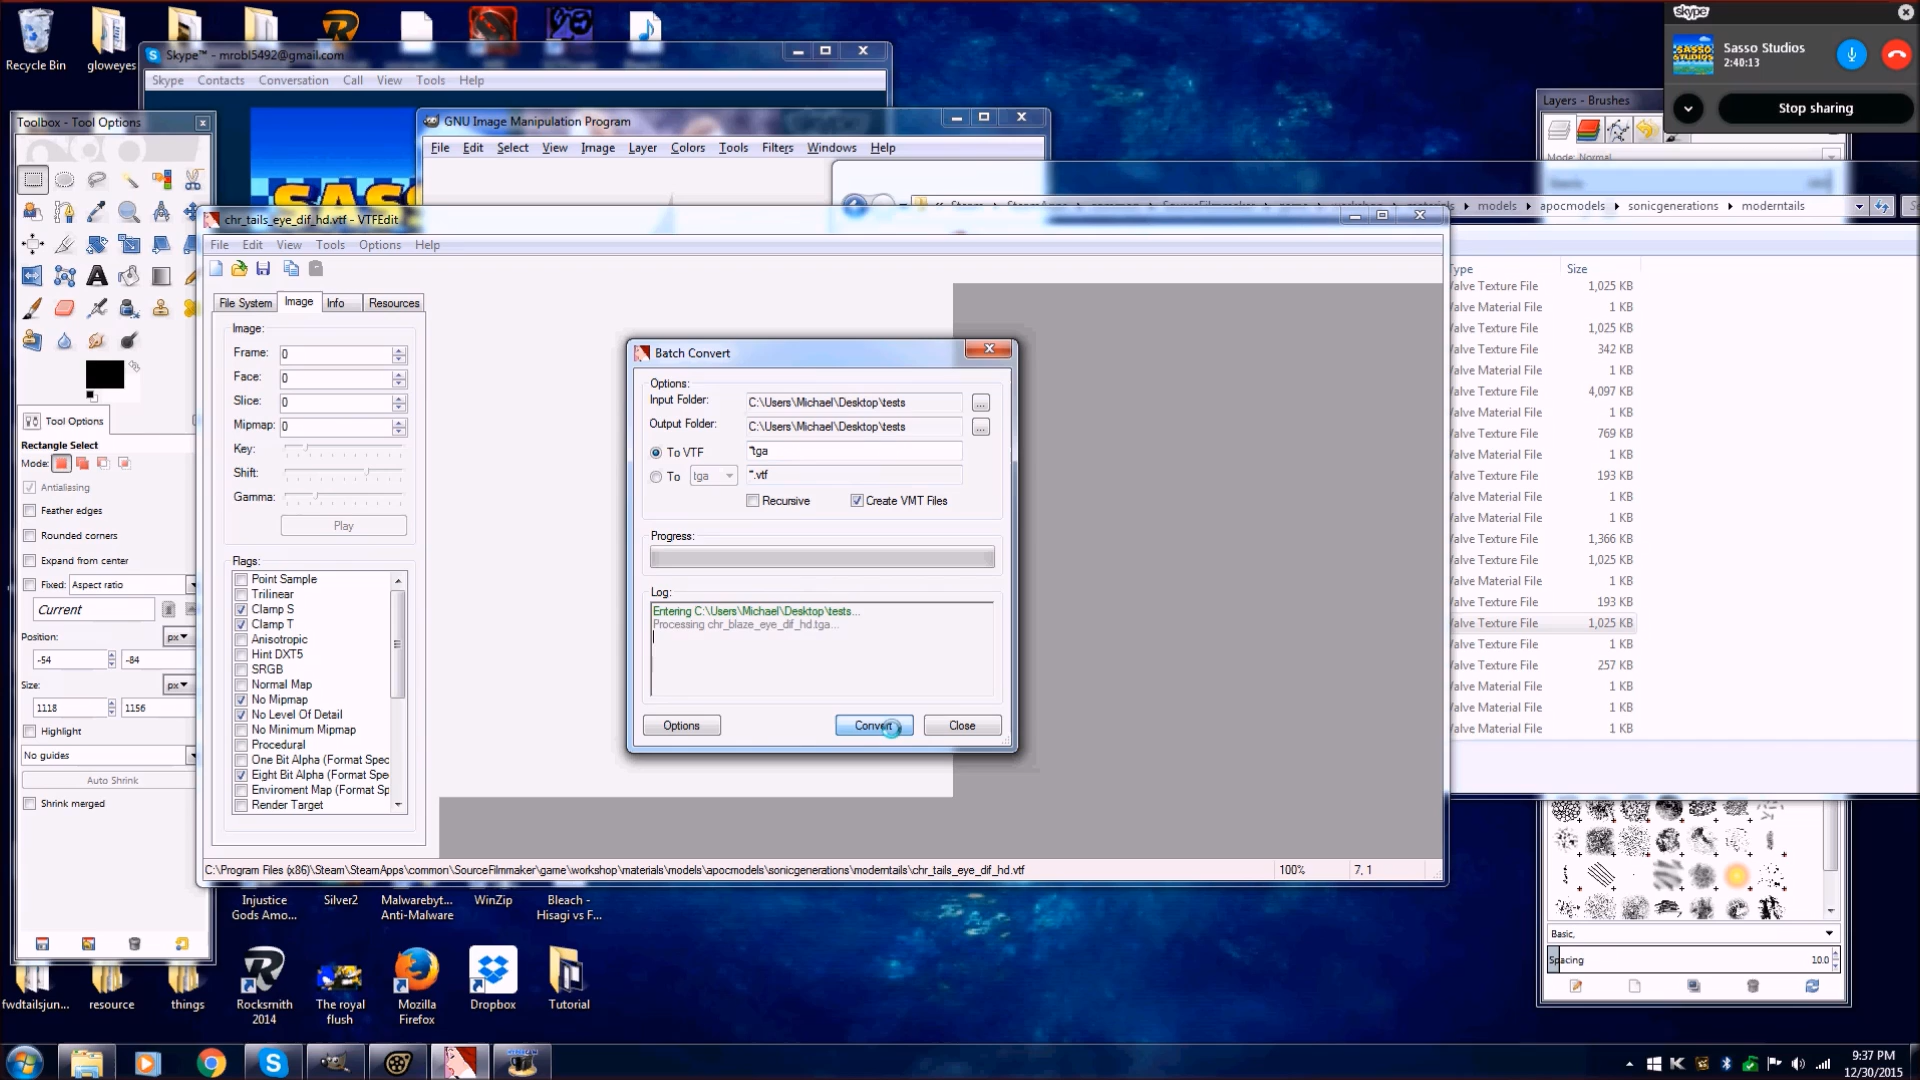 Recycle Bin
gloweyes
Skype™ - mrobl5492@gmail.com
Skype Contacts Conversation Call View Tools Help
skype
Sasso Studios
2:40:13
Stop sharing
Toolbox - Tool Options
GNU Image Manipulation Program
File Edit Select View Image Layer Colors Tools Filters Windows Help
Layers - Brushes
Mode: Normal
SASS
models apocmodels sonicgenerations moderntails
chr_tails_eye_dif_hd.vtf - VTFEdit
File Edit View Tools Options Help
File System Image Info Resources
Image:
Frame: 0
Face: 0
Slice: 0
Mipmap: 0
Key:
Shift:
Gamma:
Play
Flags:
Point Sample
Trilinear
Clamp S
Clamp T
Anisotropic
Hint DXT5
SRGB
Normal Map
No Mipmap
No Level Of Detail
No Minimum Mipmap
Procedural
One Bit Alpha (Format Spec
Eight Bit Alpha (Format Spe
Enviroment Map (Format Sp
Render Target
C:\Program Files (x86)\Steam\SteamApps\common\SourceFilmmaker\game\workshop\materials\models\apocmodels\sonicgenerations\moderntails\chr_tails_eye_dif_hd.vtf 100% 7, 1
Batch Convert
Options:
Input Folder: C:\Users\Michael\Desktop\tests ...
Output Folder: C:\Users\Michael\Desktop\tests ...
To VTF *tga
To tga *.vtf
Recursive Create VMT Files
Progress:
Log:
Entering C:\Users\Michael\Desktop\tests...
Processing chr_blaze_eye_dif_hd.tga...
Options Convert Close
Type Size
Valve Texture File 1,025 KB
Valve Material File 1 KB
Valve Texture File 1,025 KB
Valve Texture File 342 KB
Valve Material File 1 KB
Valve Texture File 4,097 KB
Valve Material File 1 KB
Valve Texture File 769 KB
Valve Material File 1 KB
Valve Texture File 193 KB
Valve Material File 1 KB
Valve Material File 1 KB
Valve Texture File 1,366 KB
Valve Texture File 1,025 KB
Valve Material File 1 KB
Valve Texture File 193 KB
Valve Texture File 1,025 KB
Valve Material File 1 KB
Valve Texture File 257 KB
Valve Material File 1 KB
Valve Material File 1 KB
Valve Material File 1 KB
Tool Options
Rectangle Select
Mode:
Antialiasing
Feather edges
Rounded corners
Expand from center
Fixed: Aspect ratio
Current
Position: px
-54 -84
Size: px
1118 1156
Highlight
No guides
Auto Shrink
Shrink merged
Basic,
Spacing 10.0
Injustice
Gods Amo...
Silver2
Malwarebyt...
Anti-Malware
WinZip
Bleach -
Hisagi vs F...
fwdtailsjun...
resource
things
Rocksmith
2014
The royal
flush
Mozilla
Firefox
Dropbox
Tutorial
9:37 PM
12/30/2015